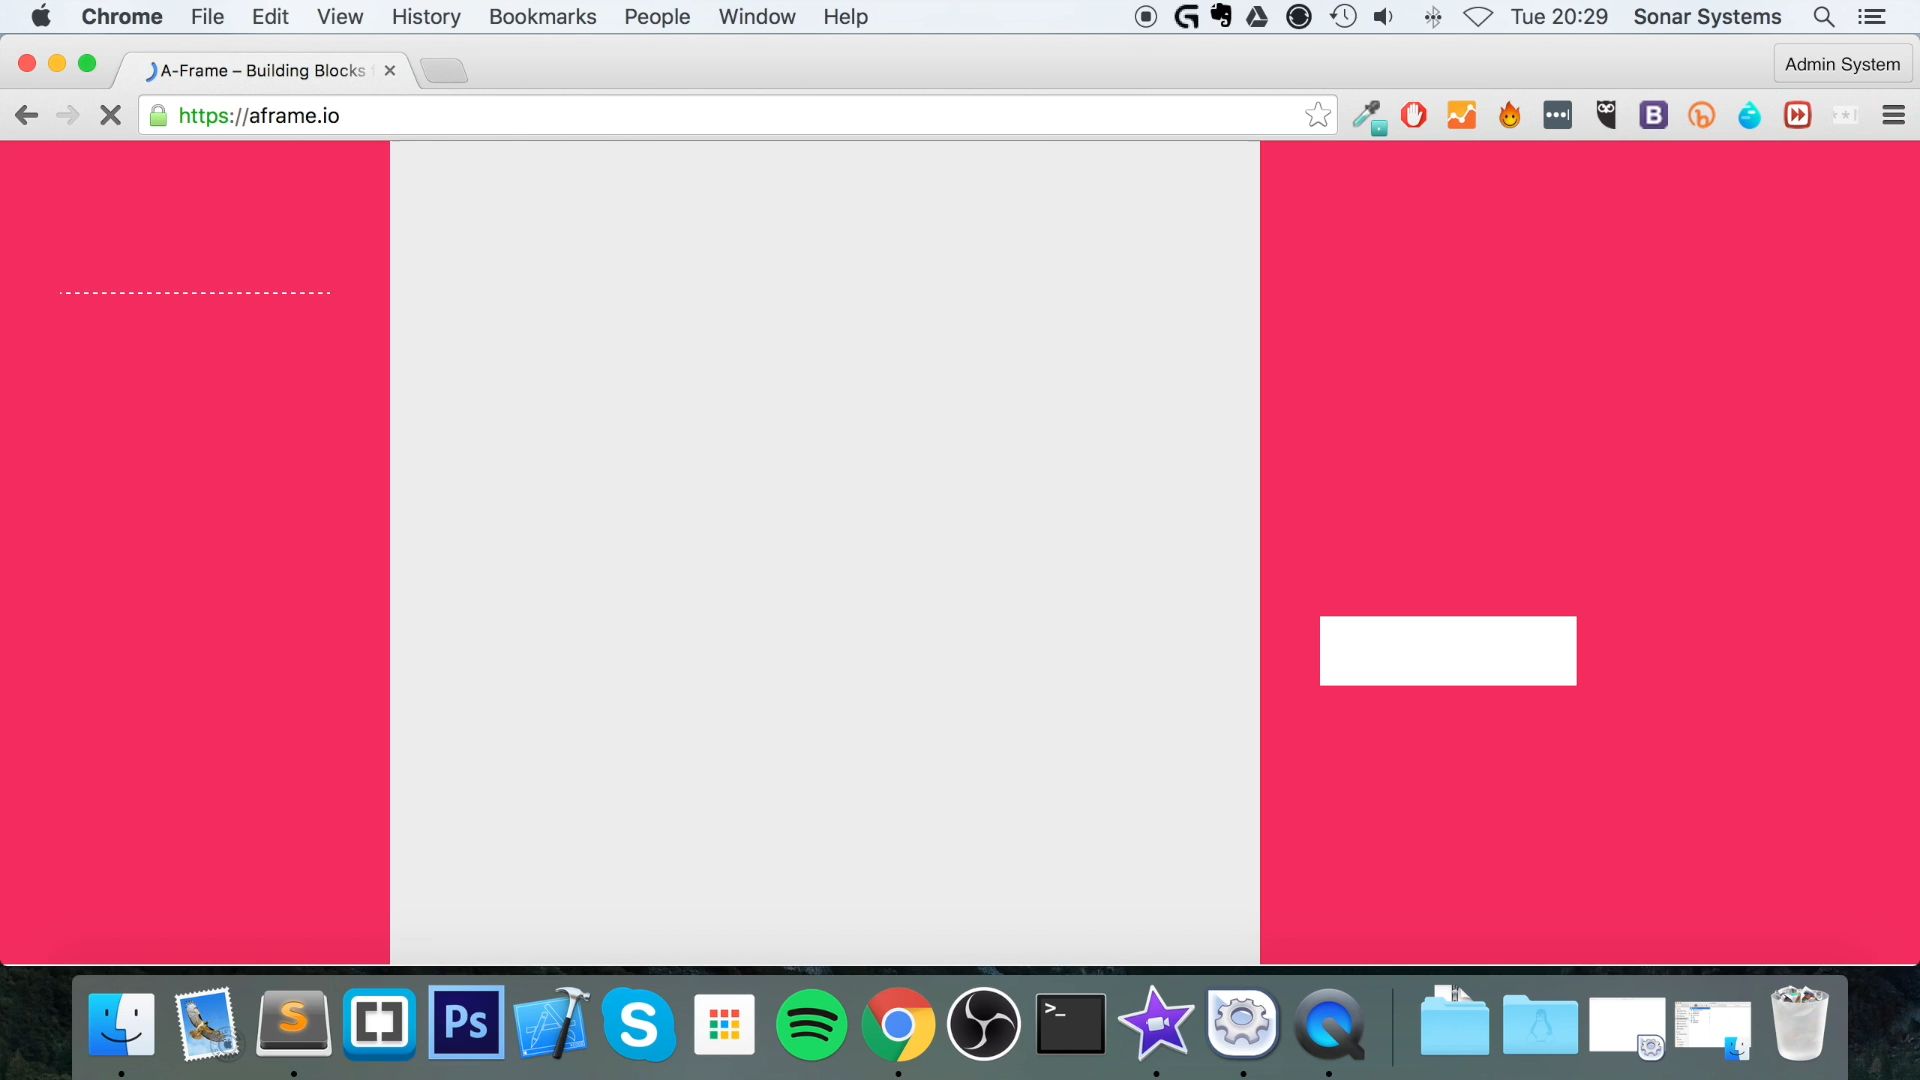 Chrome File Edit View History Bookmarks People Window Help Tue 20:29 Sonar Systems
A-Frame – Building Blocks
Admin System
https://aframe.io
B
S
Ps
S
>_